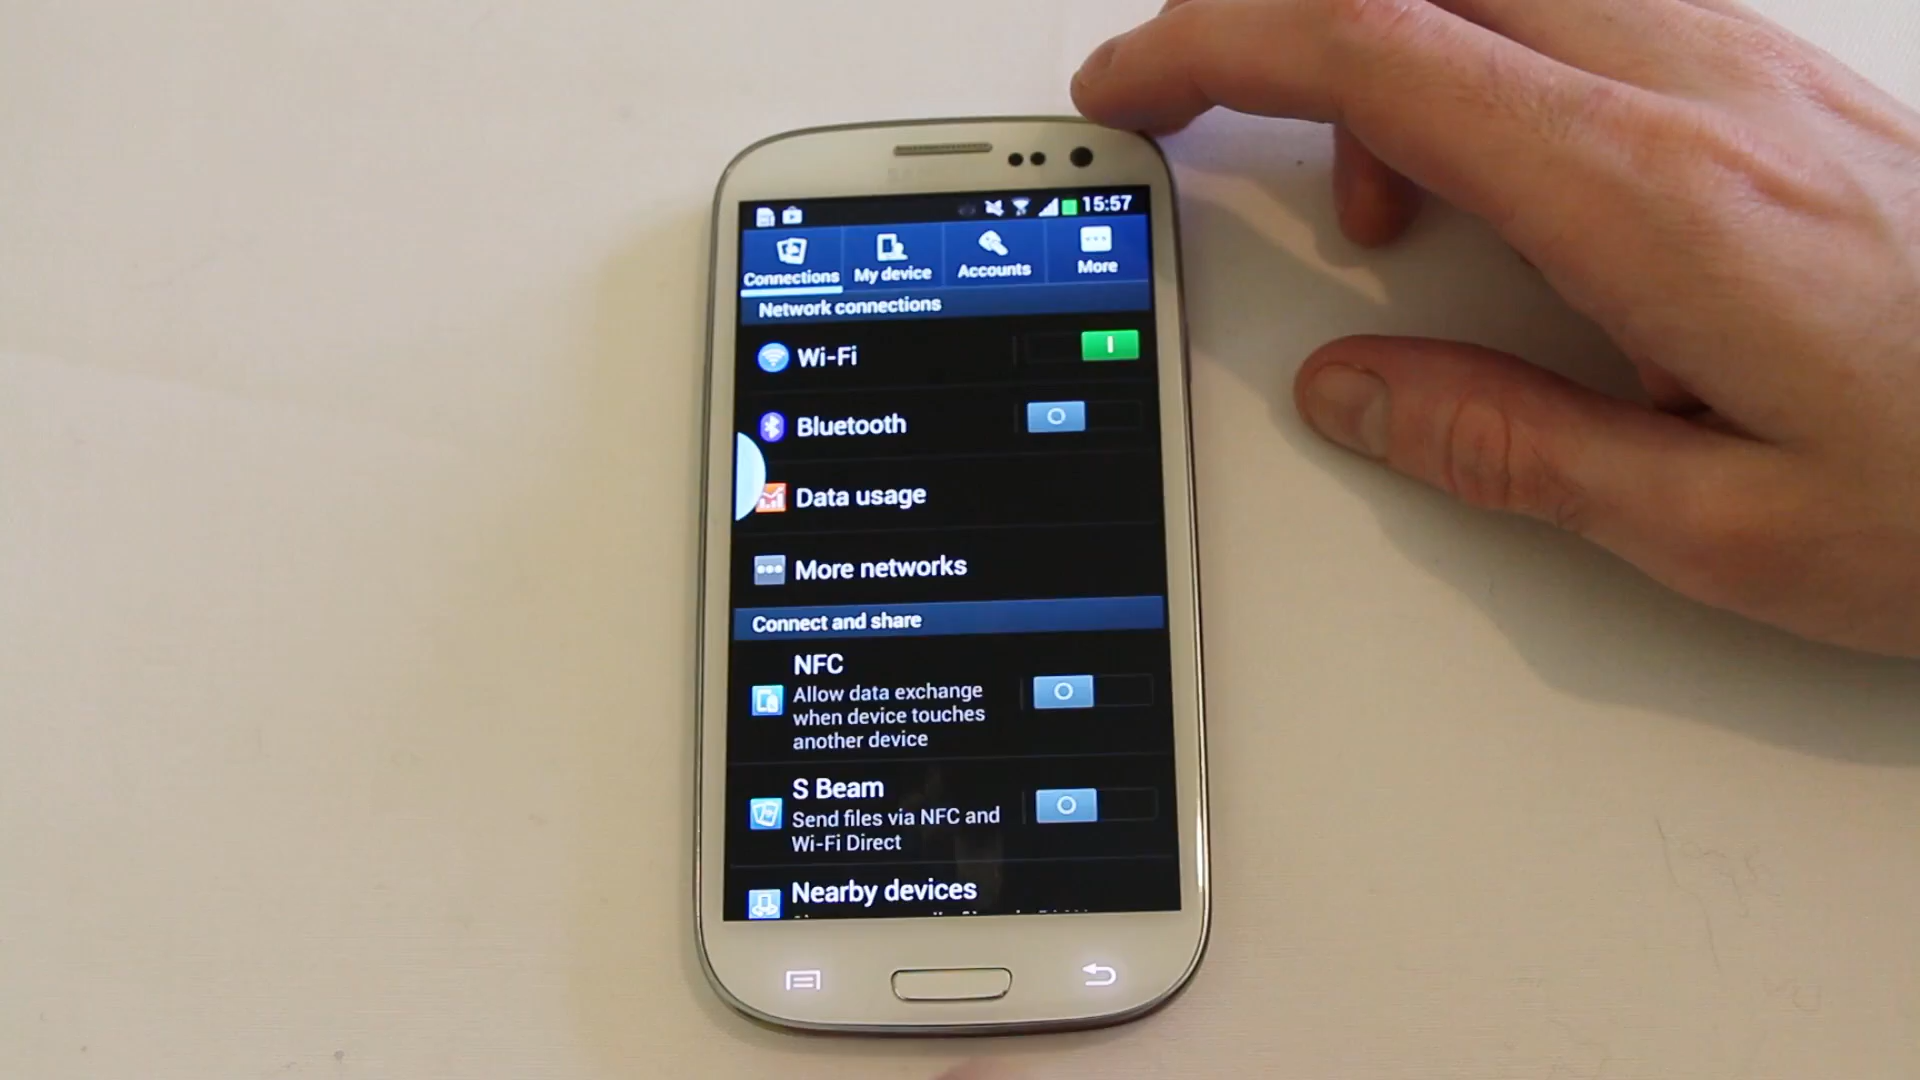 15:57
Connections My device Accounts More
Network connections
Wi-Fi
Bluetooth
Data usage
More networks
Connect and share
NFC
Allow data exchange
when device touches
another device
S Beam
Send files via NFC and
Wi-Fi Direct
Nearby devices